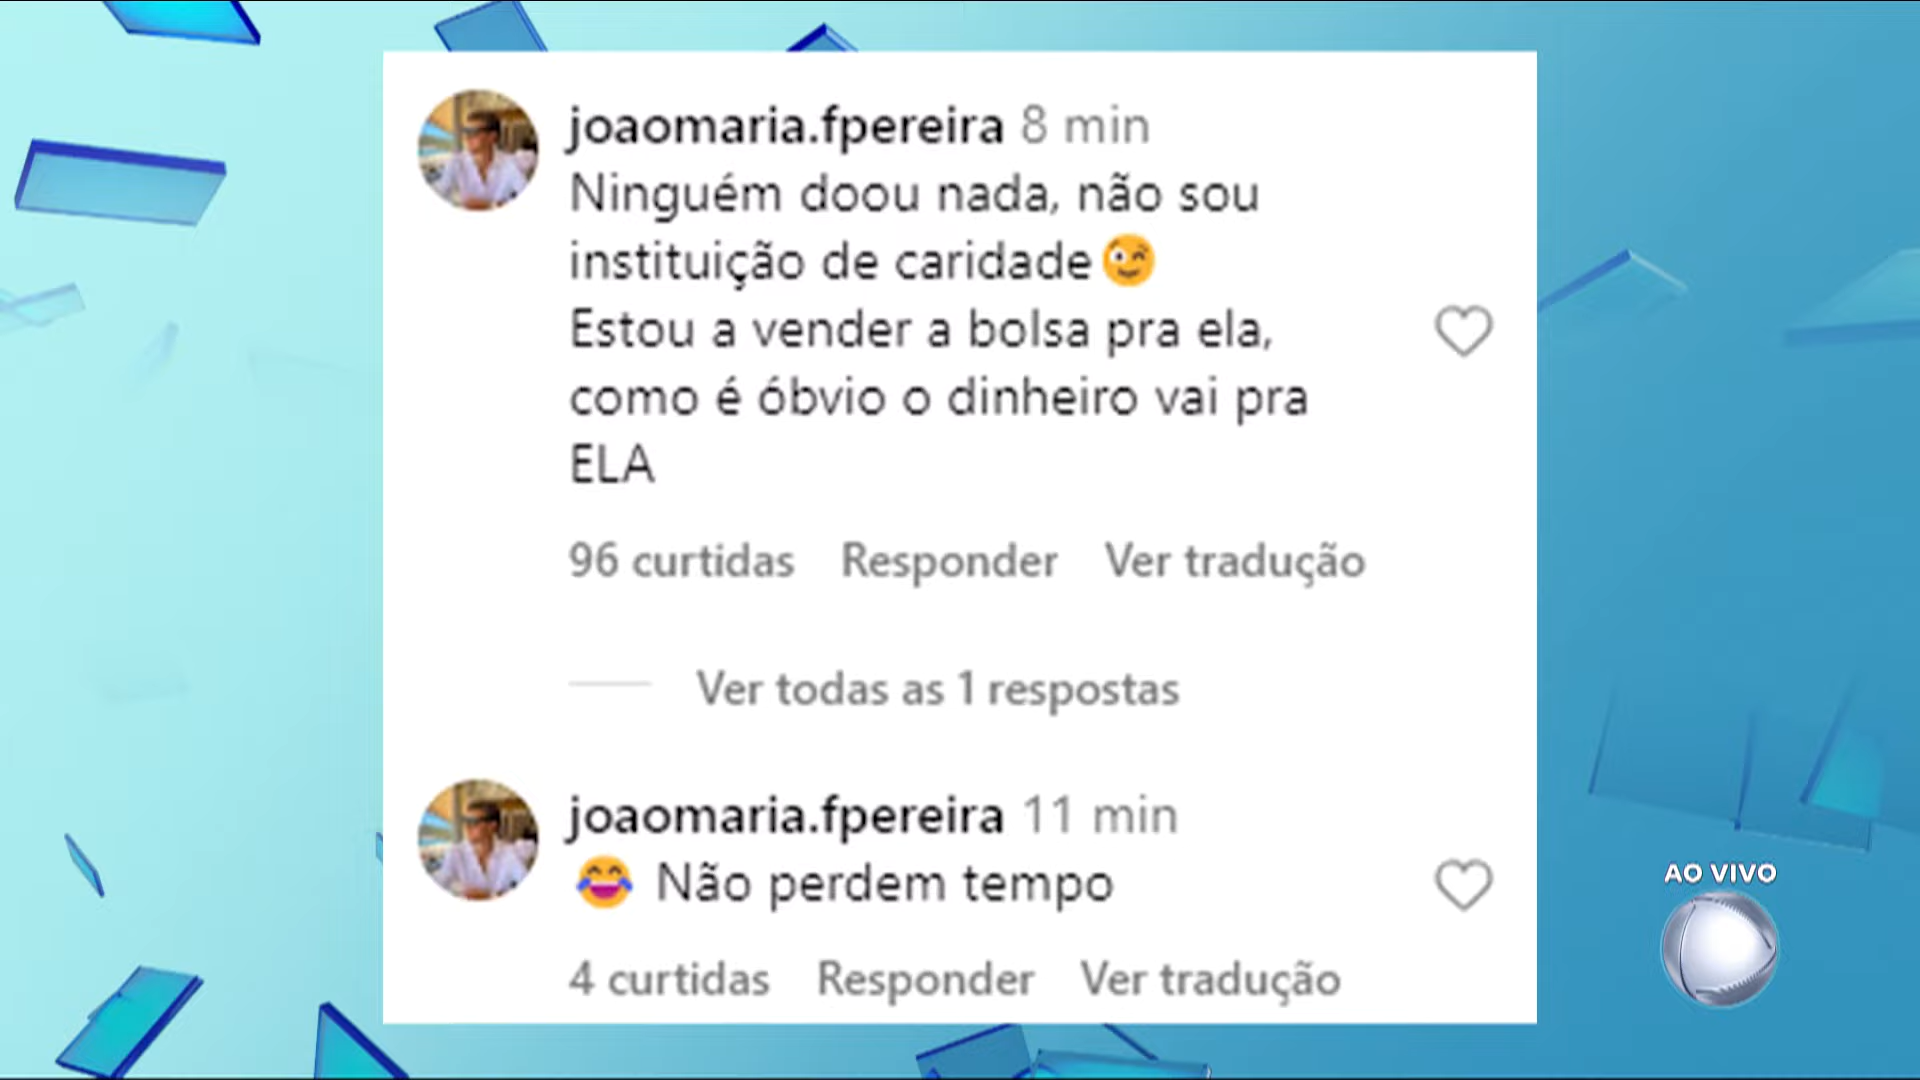 joaomaria.fpereira 8 min
Ninguém doou nada, não sou
instituição de caridade😉
Estou a vender a bolsa pra ela,
como é óbvio o dinheiro vai pra
ELA
96 curtidas Responder Ver tradução
Ver todas as 1 respostas
joaomaria.fpereira 11 min
😂 Não perdem tempo
4 curtidas Responder Ver tradução
AO VIVO